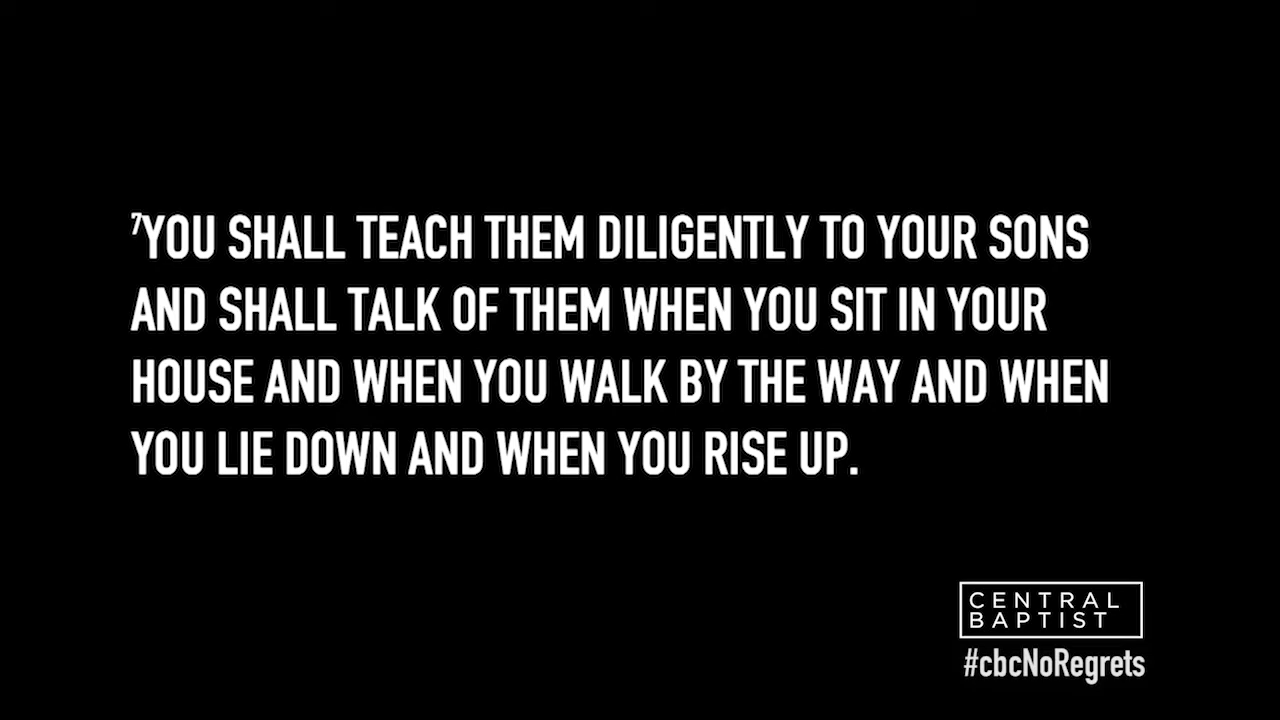 ⁷YOU SHALL TEACH THEM DILIGENTLY TO YOUR SONS
AND SHALL TALK OF THEM WHEN YOU SIT IN YOUR
HOUSE AND WHEN YOU WALK BY THE WAY AND WHEN
YOU LIE DOWN AND WHEN YOU RISE UP.
CENTRAL
BAPTIST
#cbcNoRegrets